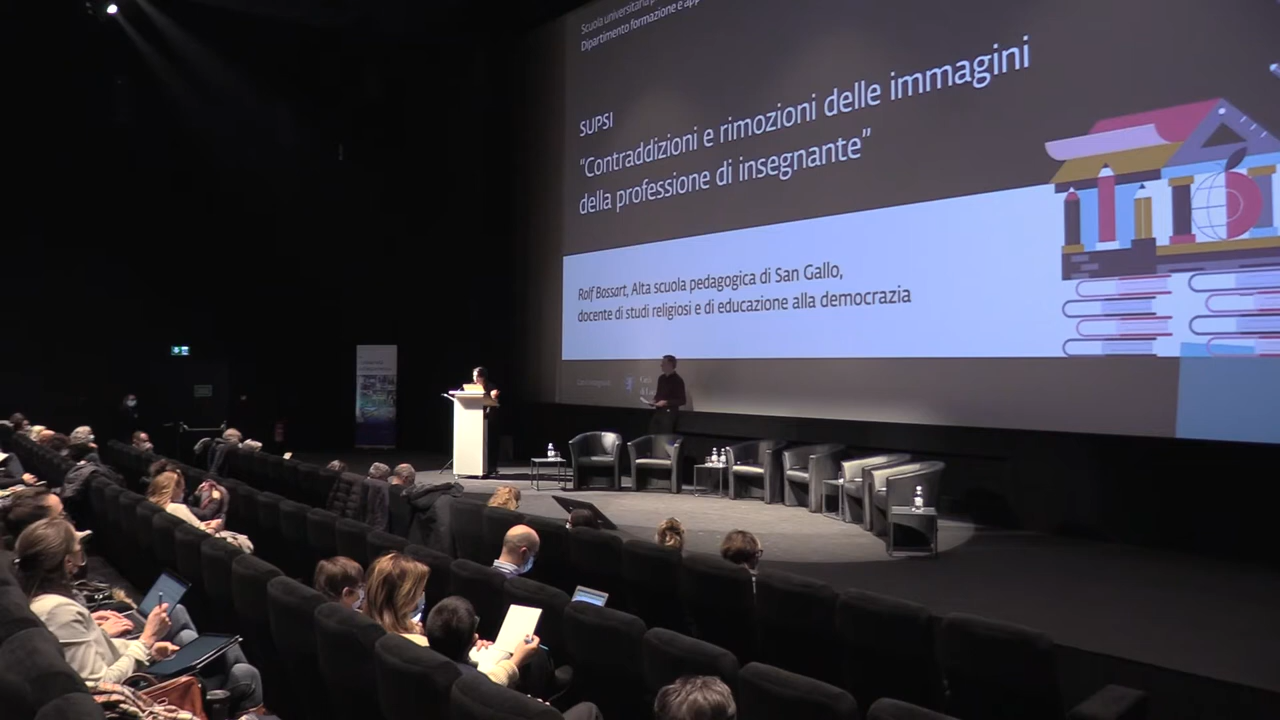 Scuola universitaria
Dipartimento formazione e
SUPSI
“Contraddizioni e rimozioni delle immagini
della professione di insegnante”
Rolf Bossart, Alta scuola pedagogica di San Gallo,
docente di studi religiosi e di educazione alla democrazia